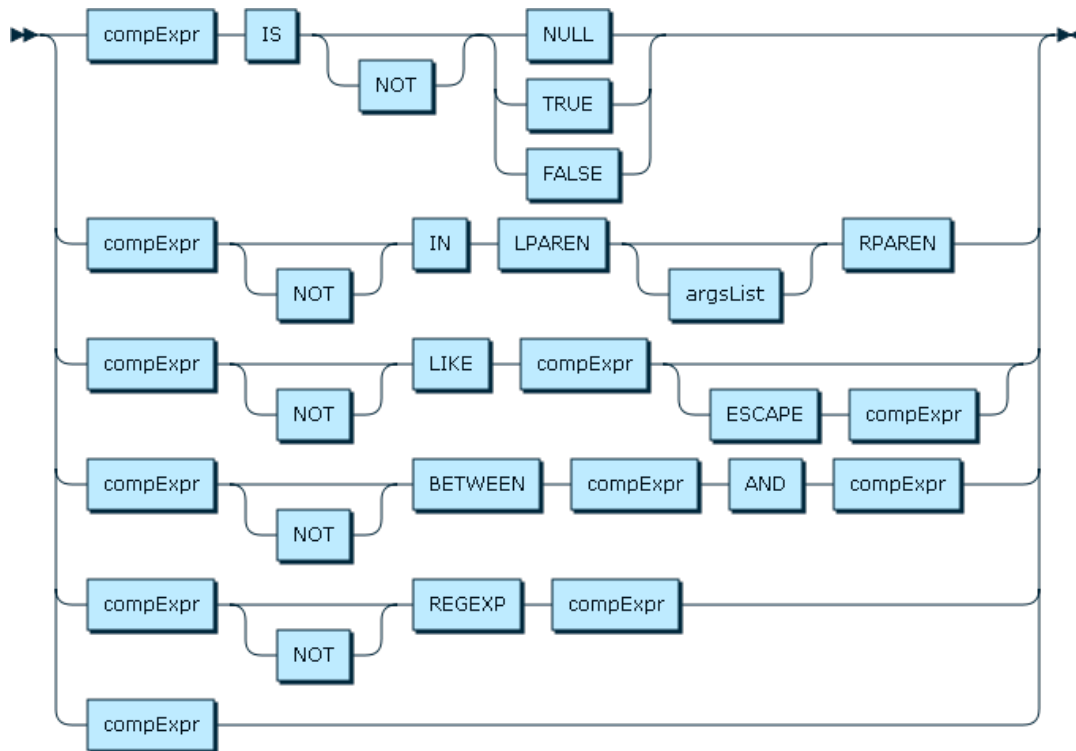 compExpr IS NULL
NOT
TRUE
FALSE
compExpr IN LPAREN RPAREN
NOT argsList
compExpr LIKE compExpr
NOT ESCAPE compExpr
compExpr BETWEEN compExpr AND compExpr
NOT
compExpr REGEXP compExpr
NOT
compExpr